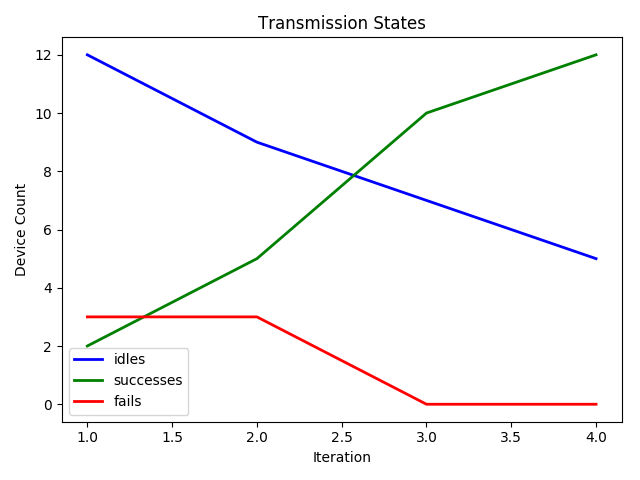 Transmission States
12
10
8
6
4
2
0
Device Count
idles
successes
fails
1.0 1.5 2.0 2.5 3.0 3.5 4.0
Iteration